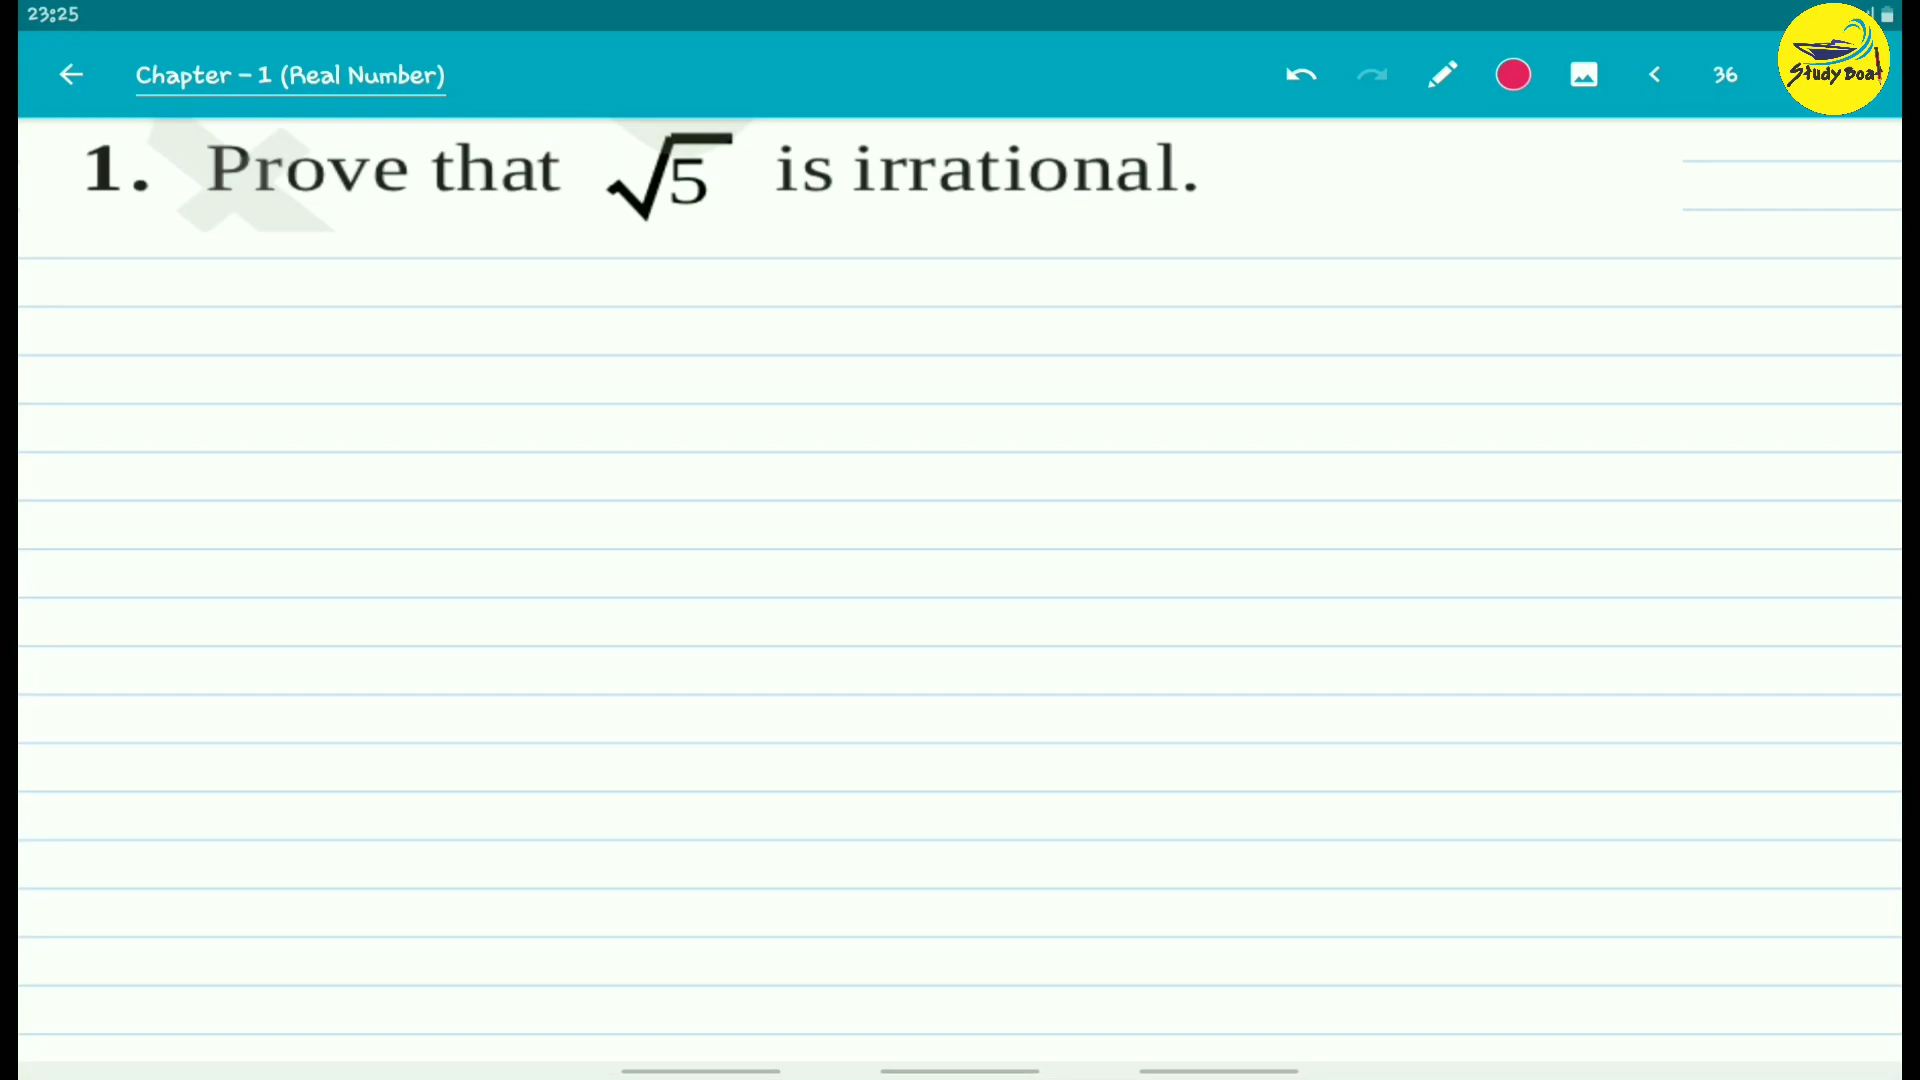 23:25
Chapter - 1 (Real Number)
36
Study Boat
1. Prove that √5 is irrational.